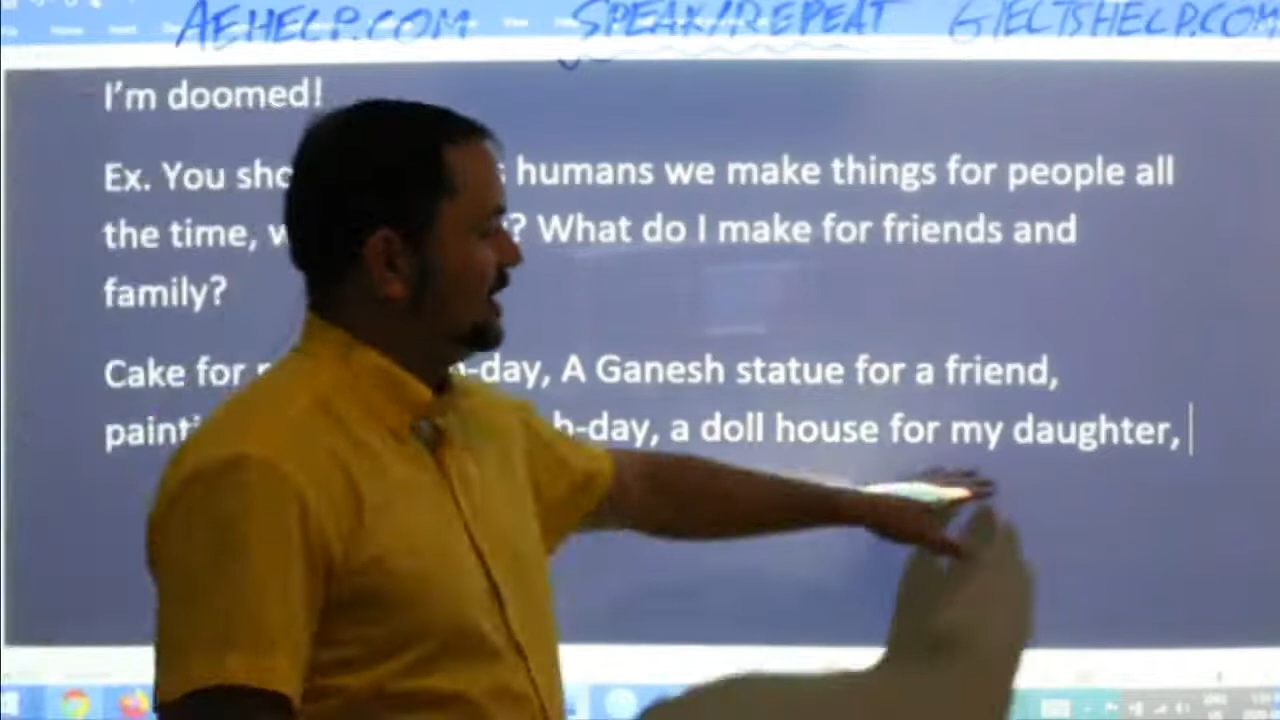 AEHELP.COM SPEAK/REPEAT GIELTSHELP.COM
I'm doomed!
Ex. You humans we make things for people all
the time, ? What do I make for friends and
family?
Cake for -day, A Ganesh statue for a friend,
b-day, a doll house for my daughter,